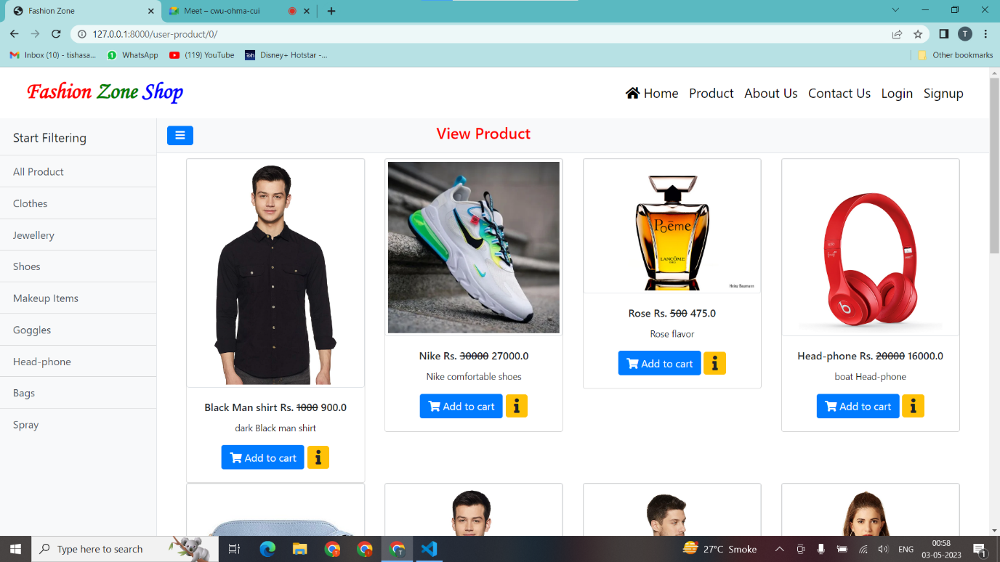 Fashion Zone
Meet – cwu-ohma-cui
127.0.0.1:8000/user-product/0/
T
Inbox (10) - tishasa...
WhatsApp
(119) YouTube
Disney+ Hotstar -...
Other bookmarks
Fashion Zone Shop
Home Product About Us Contact Us Login Signup
Start Filtering
All Product
Clothes
Jewellery
Shoes
Makeup Items
Goggles
Head-phone
Bags
Spray
View Product
Black Man shirt Rs. 1000 900.0
dark Black man shirt
Add to cart
Nike Rs. 30000 27000.0
Nike comfortable shoes
Add to cart
Poême
LANCÔME
Heinz Baumann
Rose Rs. 500 475.0
Rose flavor
Add to cart
Head-phone Rs. 20000 16000.0
boat Head-phone
Add to cart
Type here to search
27°C Smoke
ENG
00:58
03-05-2023
1